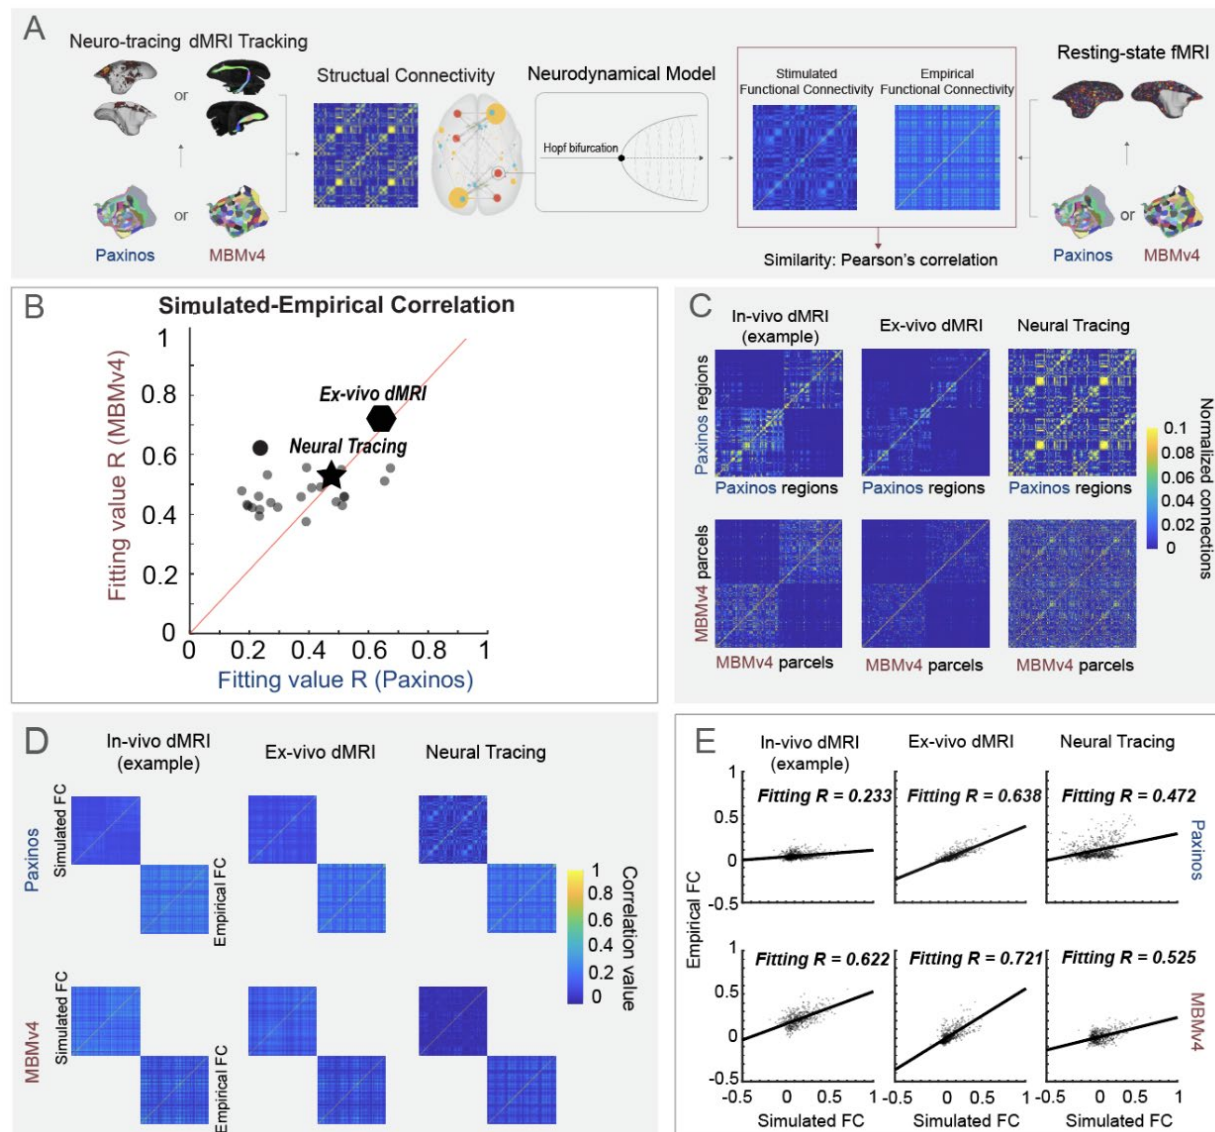 A
Neuro-tracing dMRI Tracking
or
or
Paxinos
MBMv4
Structual Connectivity
Neurodynamical Model
Hopf bifurcation
Stimulated
Functional Connectivity
Empirical
Functional Connectivity
Similarity: Pearson's correlation
Resting-state fMRI
or
Paxinos
MBMv4
B
Simulated-Empirical Correlation
Fitting value R (MBMv4)
1
0.8
0.6
0.4
0.2
0
Ex-vivo dMRI
Neural Tracing
0 0.2 0.4 0.6 0.8 1
Fitting value R (Paxinos)
C
In-vivo dMRI
(example)
Ex-vivo dMRI
Neural Tracing
Paxinos regions
Paxinos regions
Paxinos regions
Paxinos regions
MBMv4 parcels
MBMv4 parcels
MBMv4 parcels
MBMv4 parcels
0.1
0.08
0.06
0.04
0.02
0
Normalized connections
D
In-vivo dMRI
(example)
Ex-vivo dMRI
Neural Tracing
Paxinos
Simulated FC
Empirical FC
MBMv4
Simulated FC
Empirical FC
1
0.8
0.6
0.4
0.2
0
Correlation value
E
In-vivo dMRI
(example)
Ex-vivo dMRI
Neural Tracing
1
0
-0.5
Fitting R = 0.233
Fitting R = 0.638
Fitting R = 0.472
Paxinos
Empirical FC
1
0
-0.5
Fitting R = 0.622
Fitting R = 0.721
Fitting R = 0.525
MBMv4
-0.5 0 0.5 1
-0.5 0 0.5 1
-0.5 0 0.5 1
Simulated FC
Simulated FC
Simulated FC